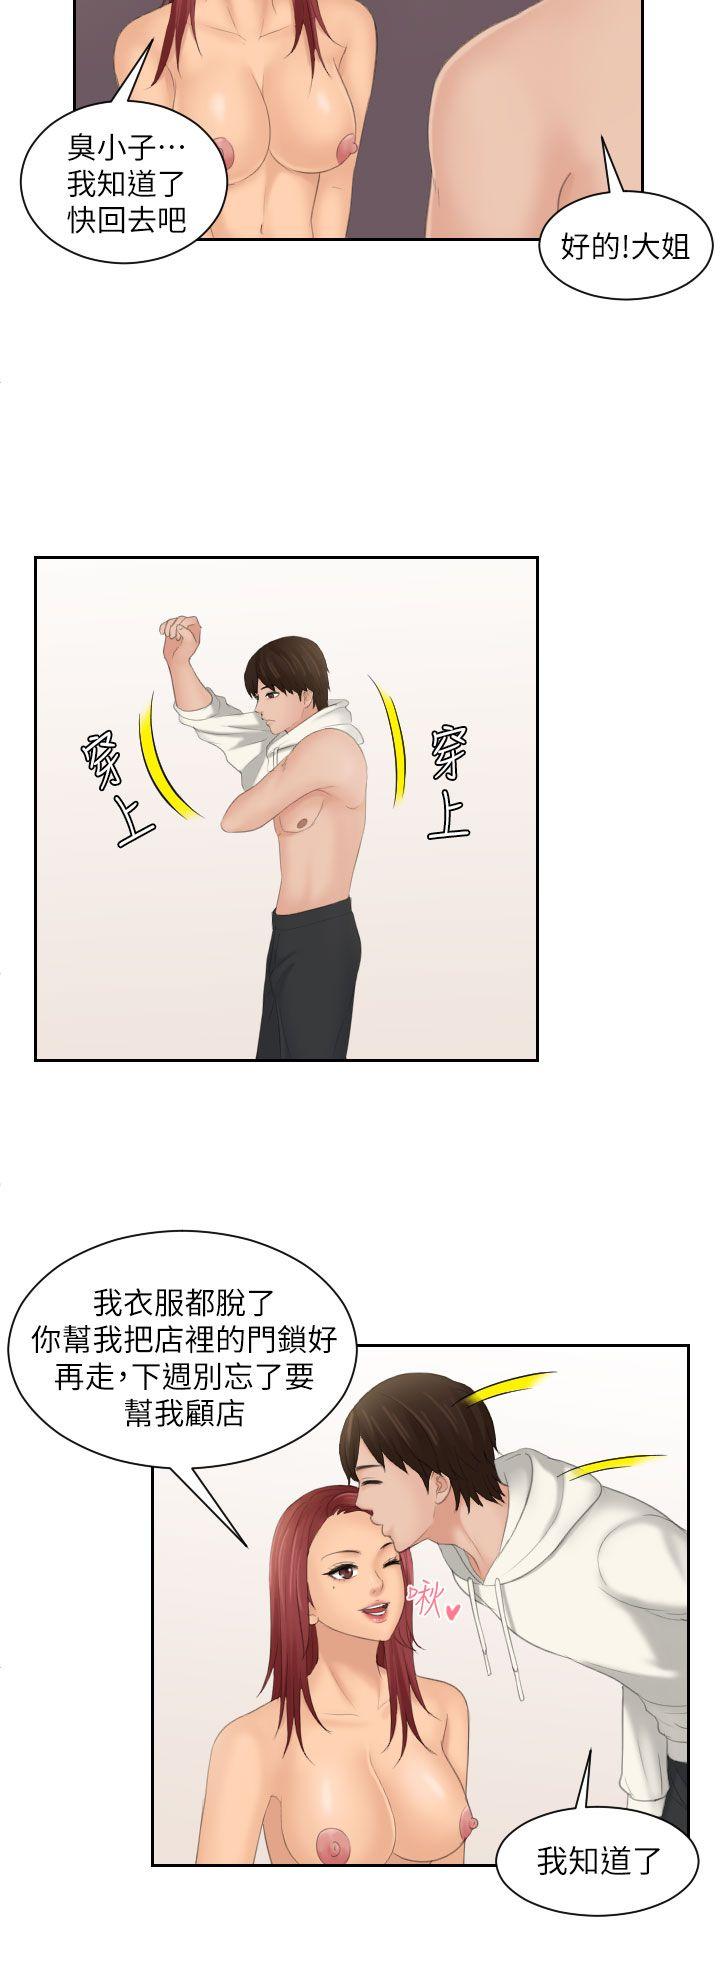 臭小子⋯
我知道了
快回去吧
好的!大姐
穿上
穿上
我衣服都脫了
你幫我把店裡的門鎖好
再走,下週別忘了要
幫我顧店
啾
我知道了